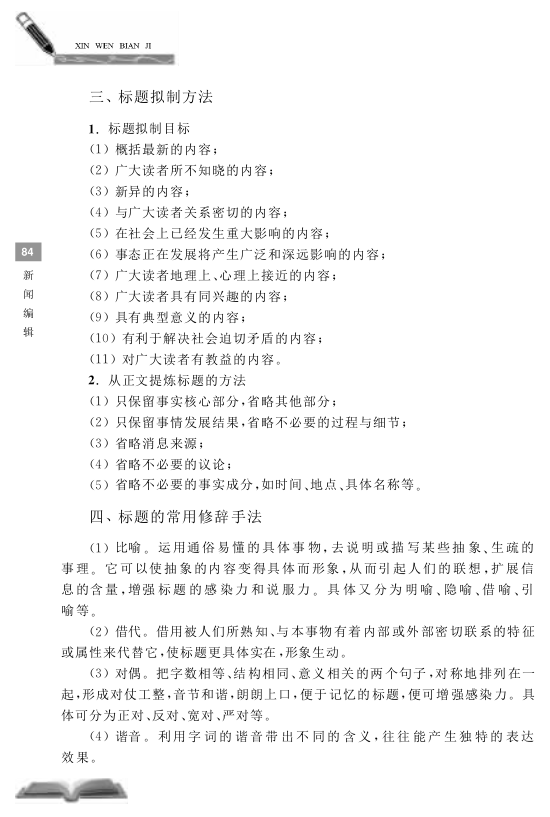 XIN WEN BIAN JI
三、标题拟制方法
1. 标题拟制目标
(1) 概括最新的内容；
(2) 广大读者所不知晓的内容；
(3) 新异的内容；
(4) 与广大读者关系密切的内容；
(5) 在社会上已经发生重大影响的内容；
(6) 事态正在发展将产生广泛和深远影响的内容；
(7) 广大读者地理上、心理上接近的内容；
(8) 广大读者具有同兴趣的内容；
(9) 具有典型意义的内容；
(10) 有利于解决社会迫切矛盾的内容；
(11) 对广大读者有教益的内容。
2. 从正文提炼标题的方法
(1) 只保留事实核心部分，省略其他部分；
(2) 只保留事情发展结果，省略不必要的过程与细节；
(3) 省略消息来源；
(4) 省略不必要的议论；
(5) 省略不必要的事实成分，如时间、地点、具体名称等。
四、标题的常用修辞手法
(1) 比喻。运用通俗易懂的具体事物，去说明或描写某些抽象、生疏的
事理。它可以使抽象的内容变得具体而形象，从而引起人们的联想，扩展信
息的含量，增强标题的感染力和说服力。具体又分为明喻、隐喻、借喻、引
喻等。
(2) 借代。借用被人们所熟知、与本事物有着内部或外部密切联系的特征
或属性来代替它，使标题更具体实在，形象生动。
(3) 对偶。把字数相等、结构相同、意义相关的两个句子，对称地排列在一
起，形成对仗工整，音节和谐，朗朗上口，便于记忆的标题，便可增强感染力。具
体可分为正对、反对、宽对、严对等。
(4) 谐音。利用字词的谐音带出不同的含义，往往能产生独特的表达
效果。
84
新
闻
编
辑